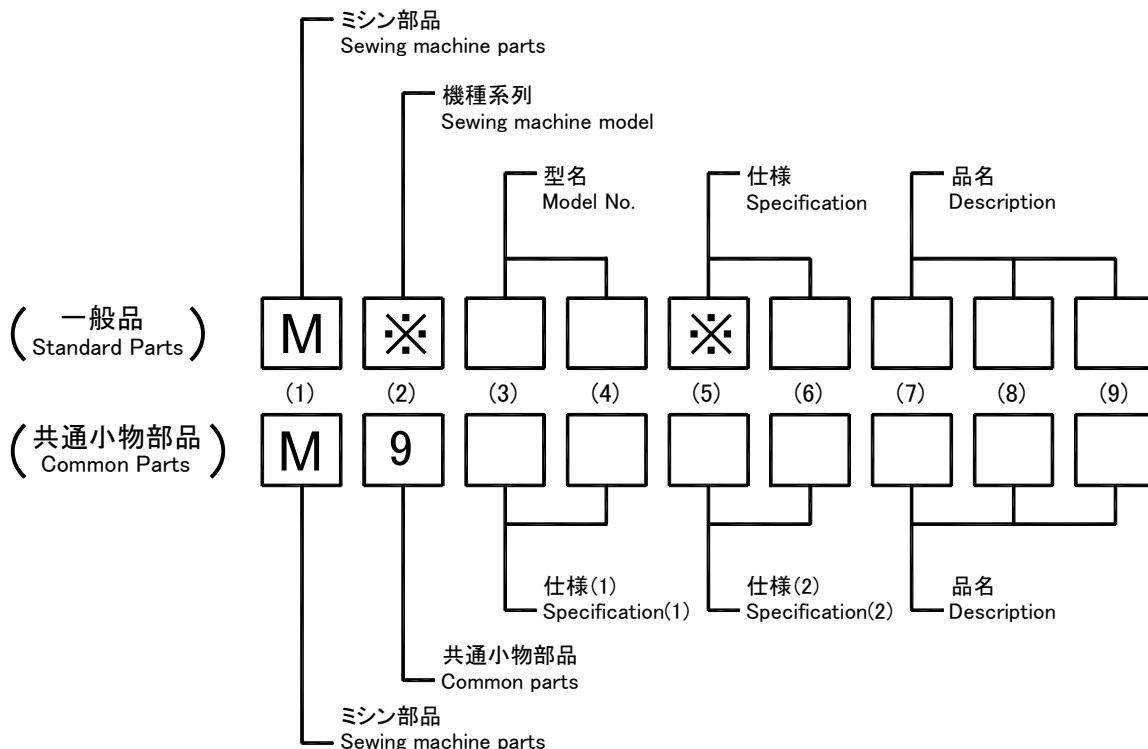 ミシン部品
Sewing machine parts
機種系列
Sewing machine model
型名
Model No.
仕様
Specification
品名
Description
(一般品
Standard Parts)
M ※ ※
(1) (2) (3) (4) (5) (6) (7) (8) (9)
(共通小物部品
Common Parts)
M 9
仕様(1)
Specification(1)
仕様(2)
Specification(2)
品名
Description
共通小物部品
Common parts
ミシン部品
Sewing machine parts